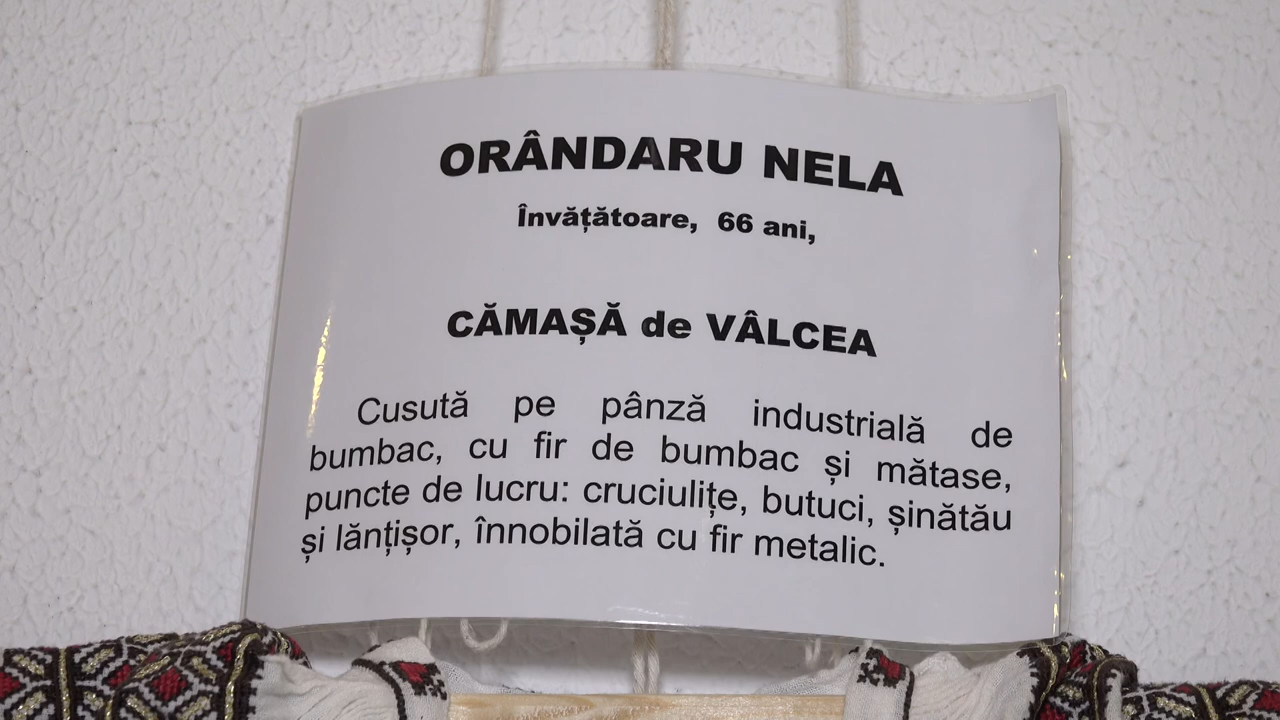 ORÂNDARU NELA
Învățătoare, 66 ani,
CĂMAȘĂ de VÂLCEA
Cusută pe pânză industrială de
bumbac, cu fir de bumbac și mătase,
puncte de lucru: cruciulițe, butuci, șinătău
și lănțișor, înnobilată cu fir metalic.